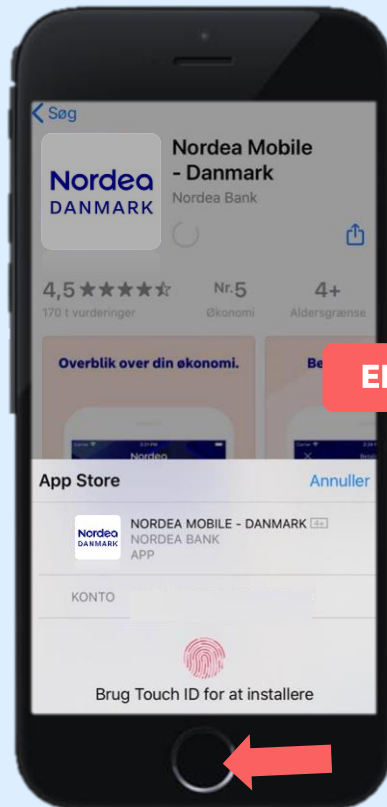 Søg
Nordea
DANMARK
Nordea Mobile
- Danmark
Nordea Bank
4,5 Nr.5 4+
170 t vurderinger Økonomi Aldersgrænse
Overblik over din økonomi.
Nordea
App Store Annuller
Nordea
DANMARK
NORDEA MOBILE - DANMARK 4+
NORDEA BANK
APP
KONTO
Brug Touch ID for at installere